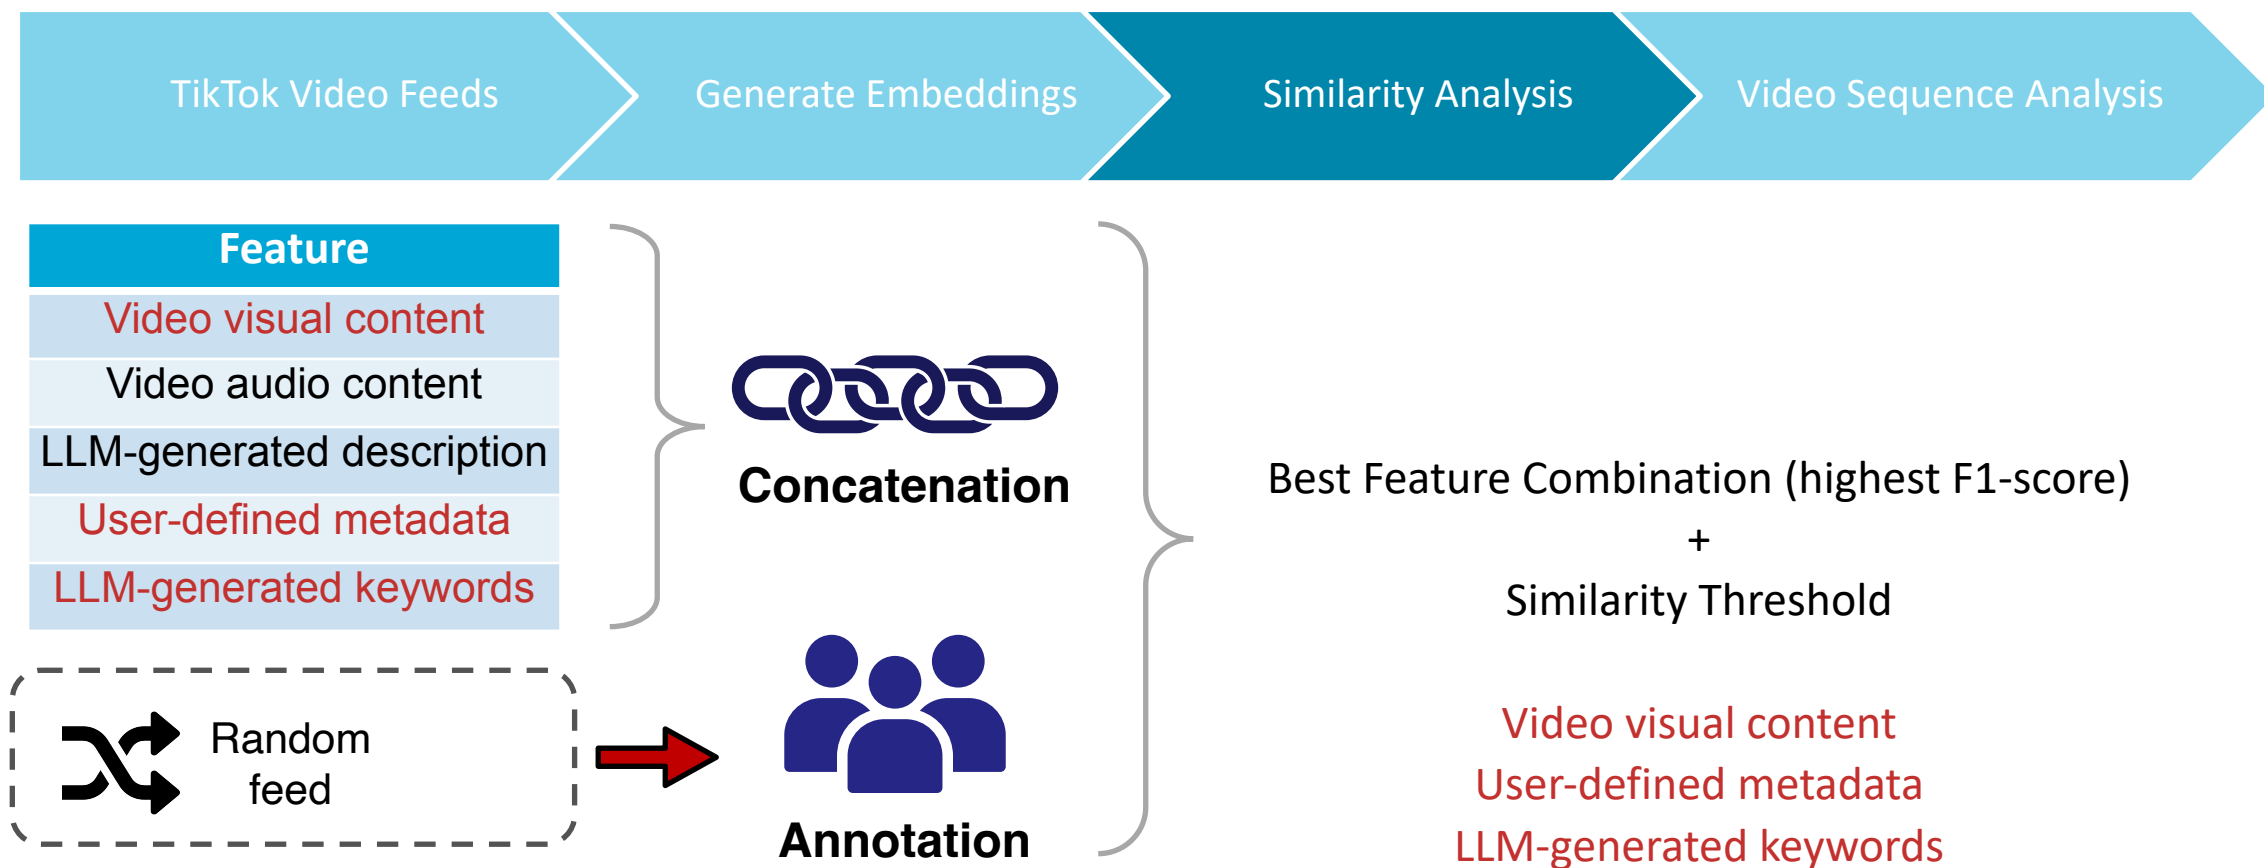 TikTok Video Feeds
Generate Embeddings
Similarity Analysis
Video Sequence Analysis
Feature
Video visual content
Video audio content
LLM-generated description
User-defined metadata
LLM-generated keywords
Random
feed
Concatenation
Annotation
Best Feature Combination (highest F1-score)
+
Similarity Threshold
Video visual content
User-defined metadata
LLM-generated keywords